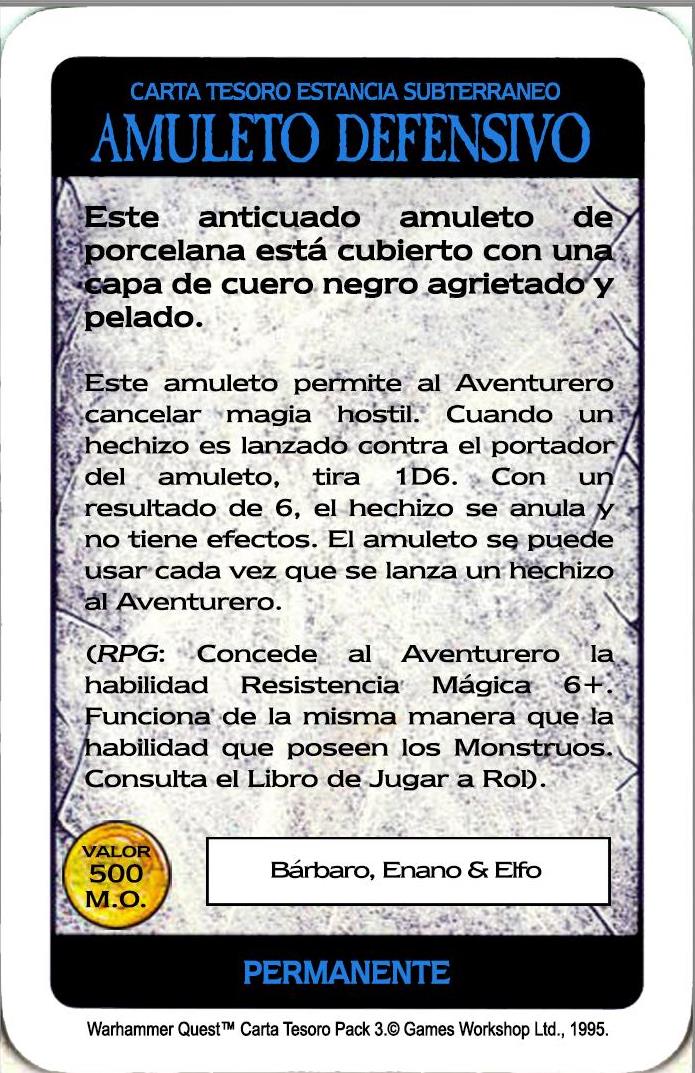 CARTA TESORO ESTANCIA SUBTERRANEO
AMULETO DEFENSIVO
Este anticuado amuleto de
porcelana está cubierto con una
capa de cuero negro agrietado y
pelado.
Este amuleto permite al Aventurero
cancelar magia hostil. Cuando un
hechizo es lanzado contra el portador
del amuleto, tira 1D6. Con un
resultado de 6, el hechizo se anula y
no tiene efectos. El amuleto se puede
usar cada vez que se lanza un hechizo
al Aventurero.
(RPG: Concede al Aventurero la
habilidad Resistencia Mágica 6+.
Funciona de la misma manera que la
habilidad que poseen los Monstruos.
Consulta el Libro de Jugar a Rol).
VALOR
500
M.O.
Bárbaro, Enano & Elfo
PERMANENTE
Warhammer Quest™ Carta Tesoro Pack 3.© Games Workshop Ltd., 1995.